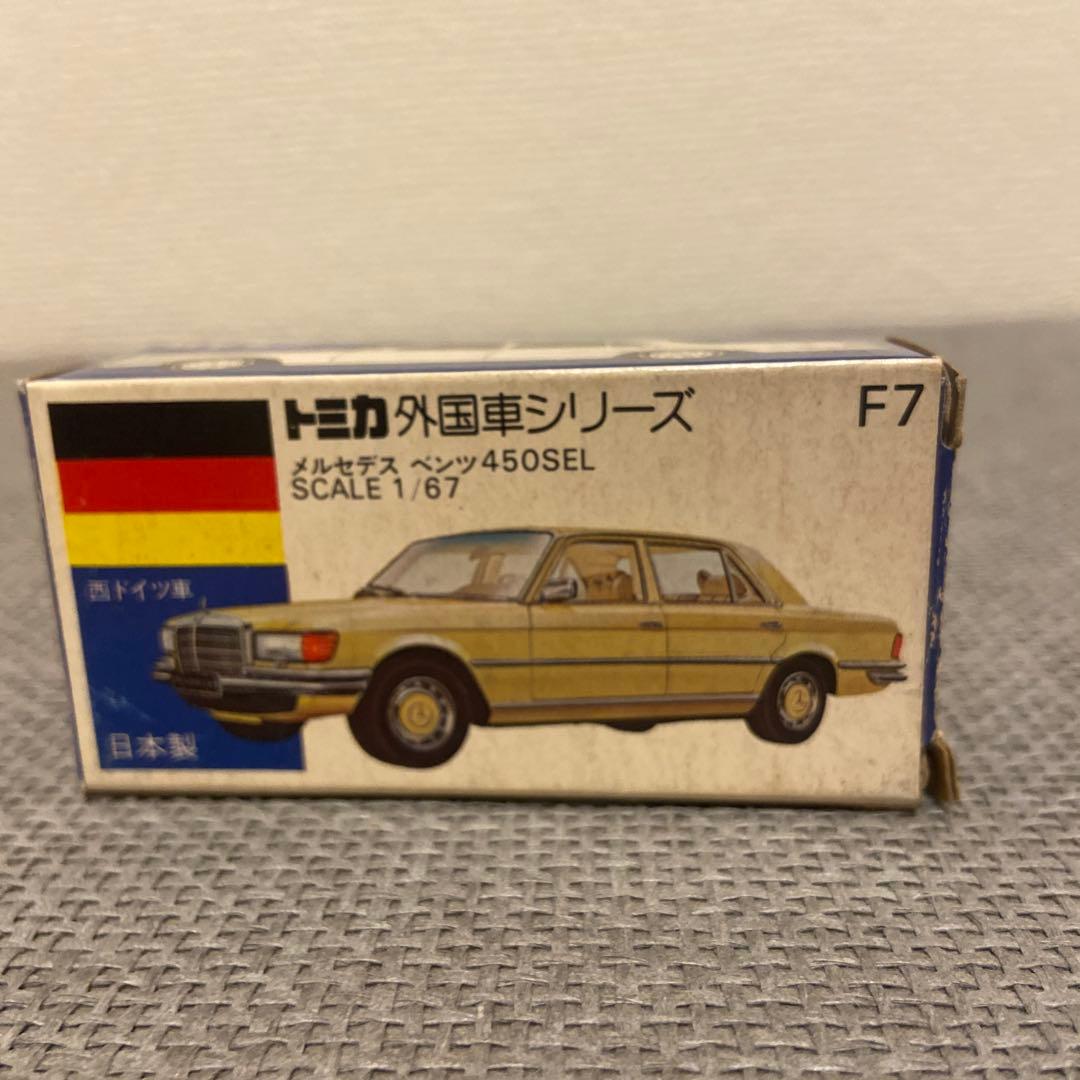 トミカ 外国車シリーズ F7
メルセデス ベンツ450SEL
SCALE 1/67
西ドイツ車
日本製